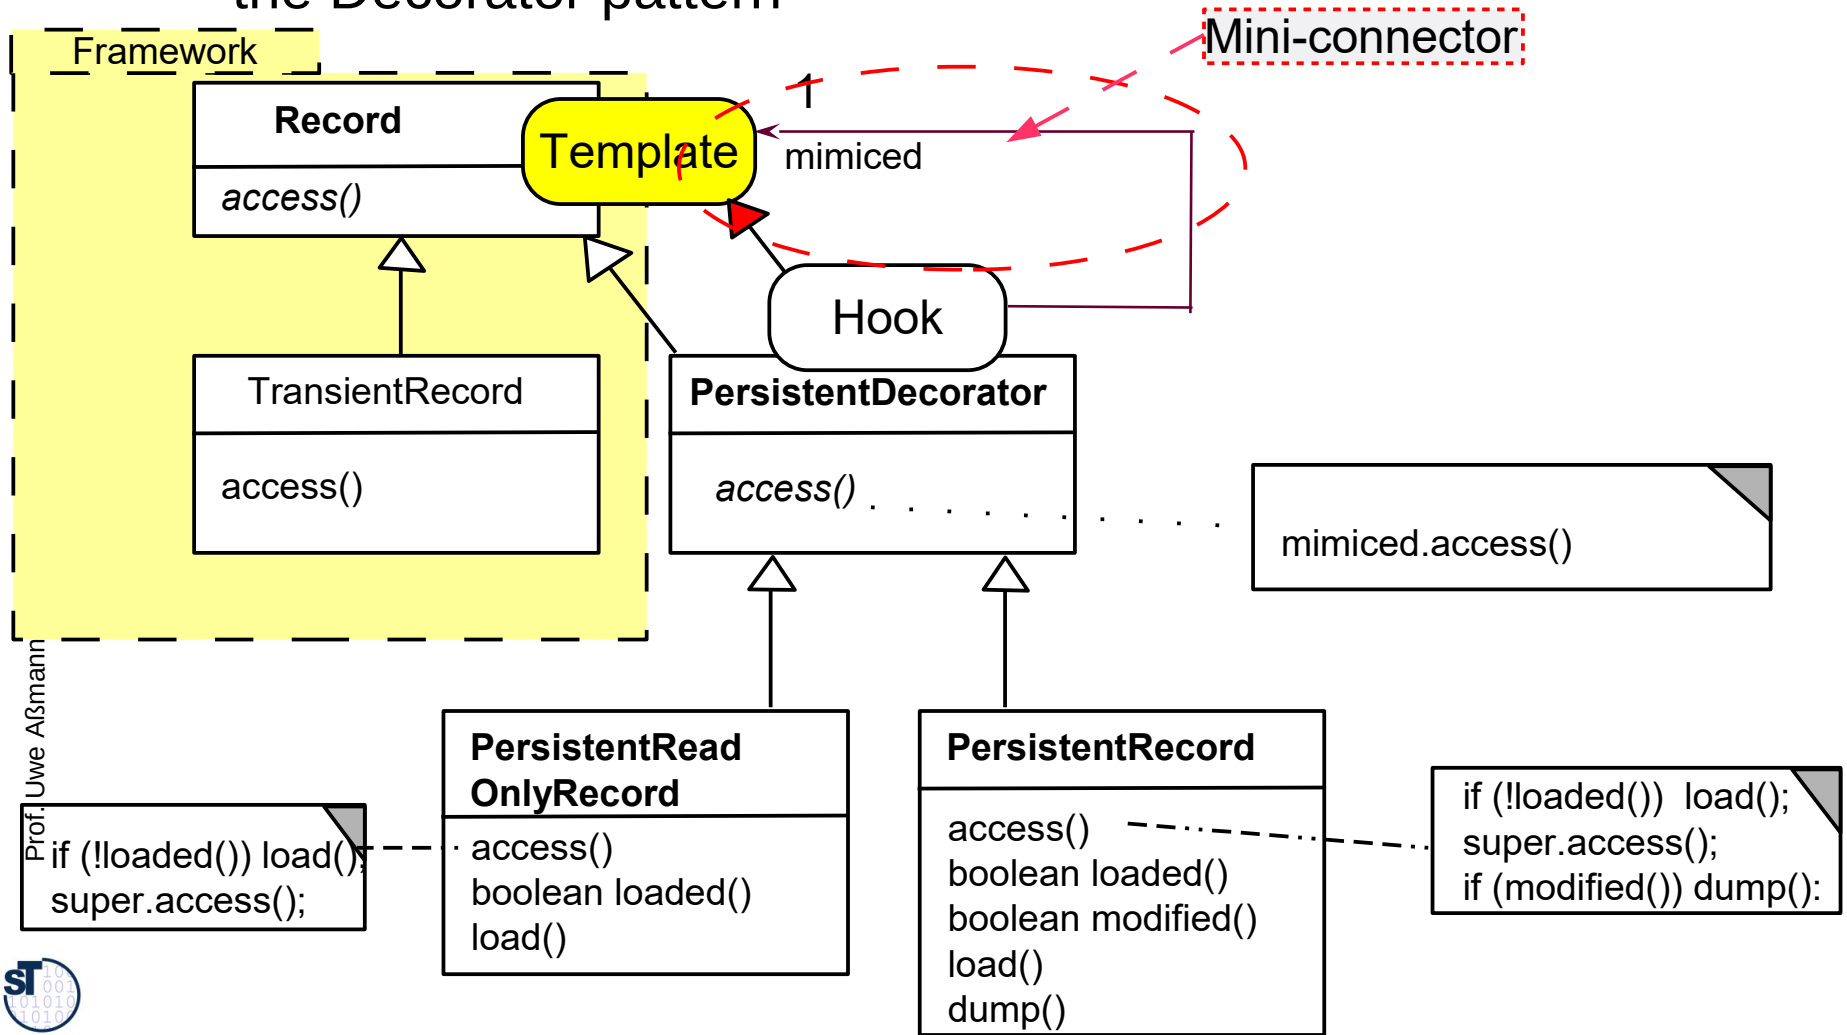 the Decorator pattern
Framework
Mini-connector
Record
access()
Template
1
mimiced
Hook
TransientRecord
access()
PersistentDecorator
access()
mimiced.access()
Prof. Uwe Aßmann
PersistentRead
OnlyRecord
access()
boolean loaded()
load()
PersistentRecord
access()
boolean loaded()
boolean modified()
load()
dump()
if (!loaded()) load();
super.access();
if (!loaded()) load();
super.access();
if (modified()) dump():
sT